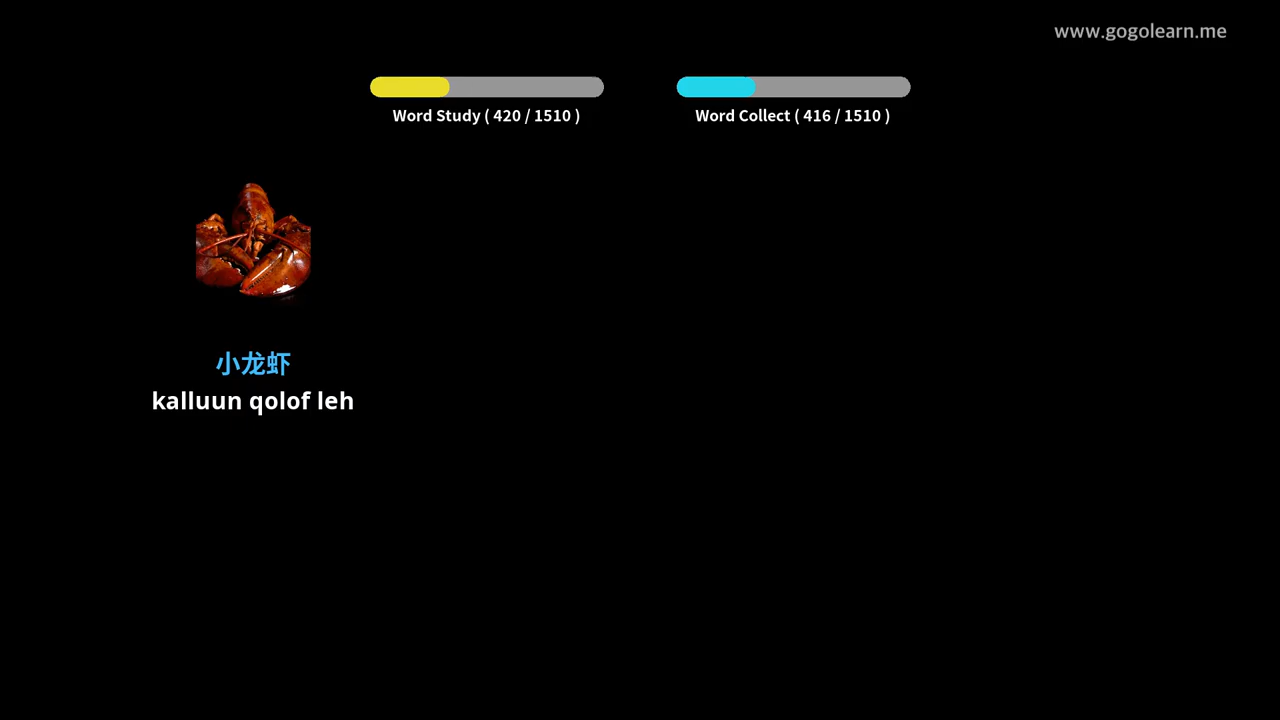 www.gogolearn.me
Word Study ( 420 / 1510 )
Word Collect ( 416 / 1510 )
小龙虾
kalluun qolof leh